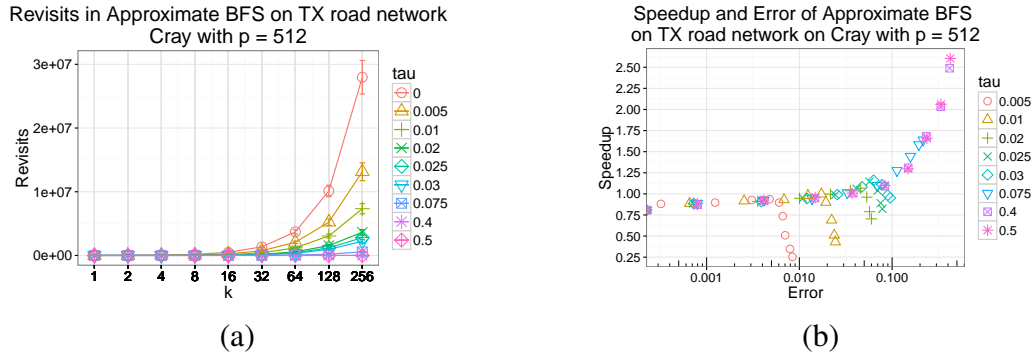 Revisits in Approximate BFS on TX road network
Cray with p = 512
3e+07
2e+07
1e+07
0e+00
Revisits
1 2 4 8 16 32 64 128 256
k
tau
0
0.005
0.01
0.02
0.025
0.03
0.075
0.4
0.5
(a)
Speedup and Error of Approximate BFS
on TX road network on Cray with p = 512
2.50
2.25
2.00
1.75
1.50
1.25
1.00
0.75
0.50
0.25
Speedup
0.001 0.010 0.100
Error
tau
0.005
0.01
0.02
0.025
0.03
0.075
0.4
0.5
(b)